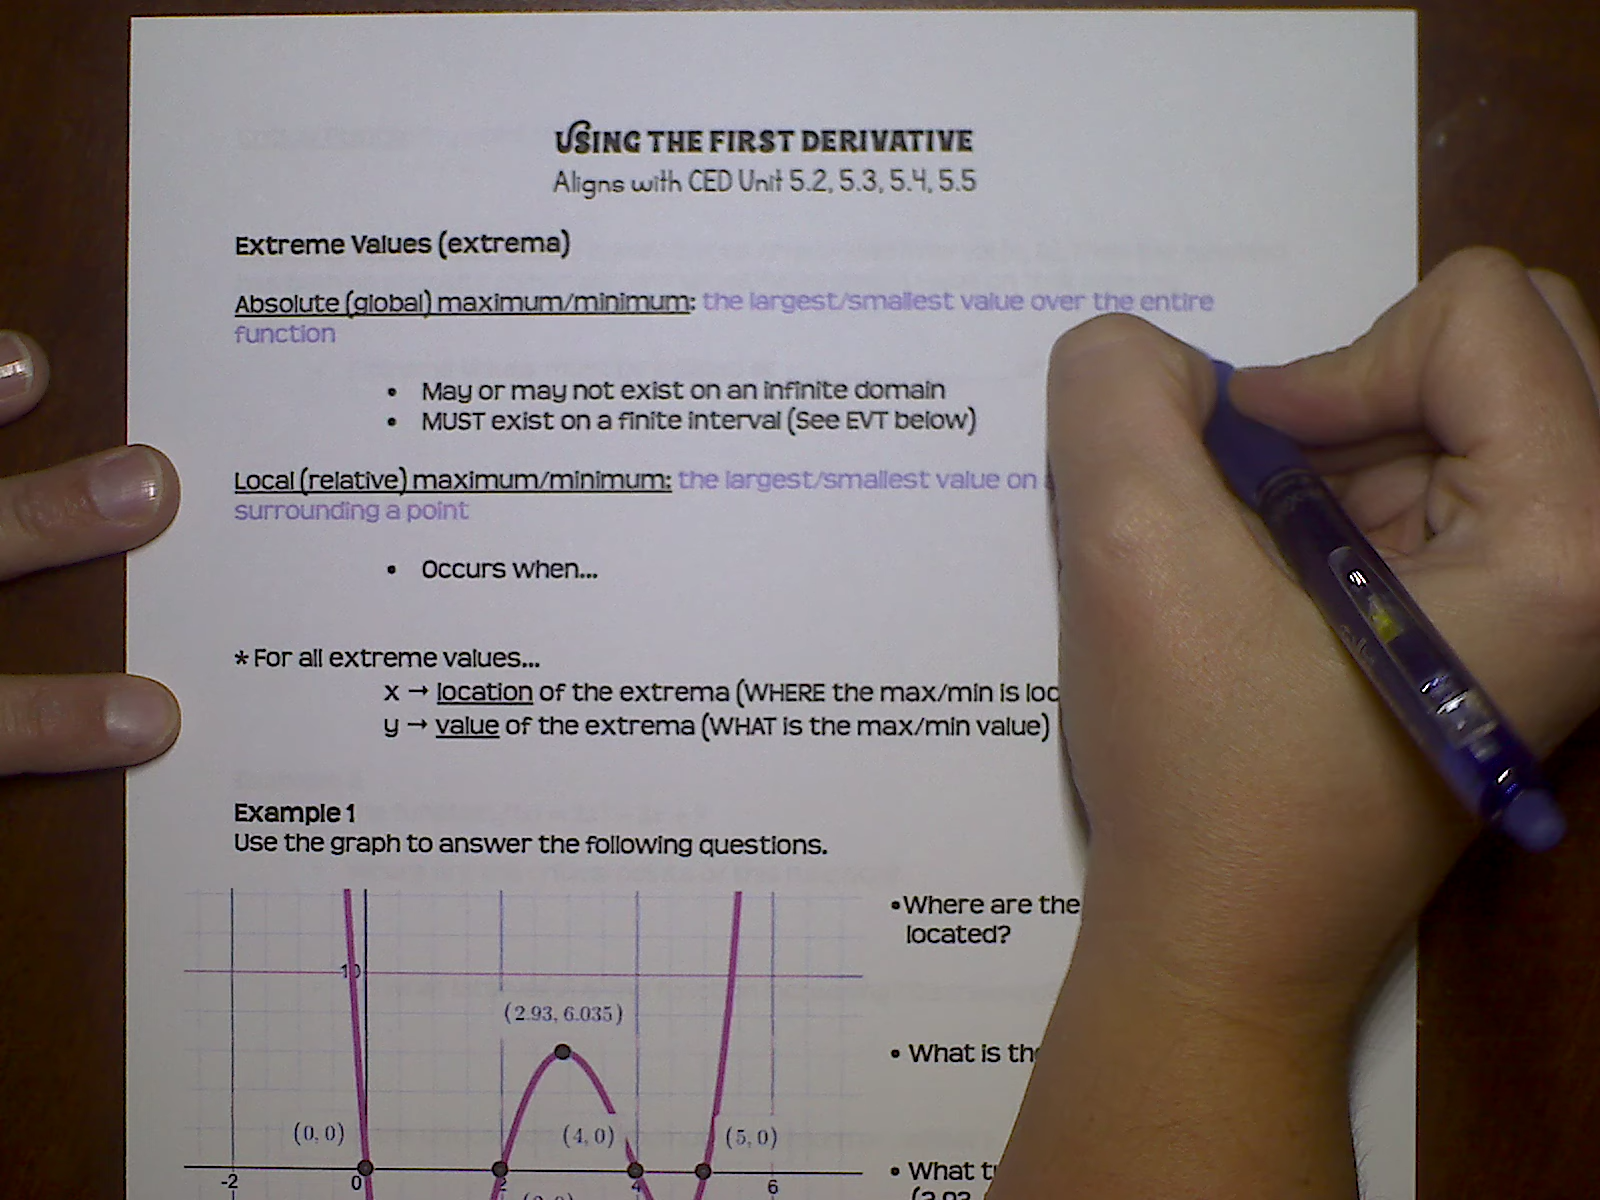 USING THE FIRST DERIVATIVE
Aligns with CED Unit 5.2, 5.3, 5.4, 5.5
Extreme Values (extrema)
Absolute (global) maximum/minimum: the largest/smallest value over the entire
function
• May or may not exist on an infinite domain
• MUST exist on a finite interval (See EVT below)
Local (relative) maximum/minimum: the largest/smallest value on
surrounding a point
• Occurs when...
* For all extreme values...
x → location of the extrema (WHERE the max/min is
y → value of the extrema (WHAT is the max/min value)
Example 1
Use the graph to answer the following questions.
• Where are the
located?
10
(2.93, 6.035)
• What is
(0, 0)
(4, 0)
(5, 0)
• What
-2
0
2
4
6